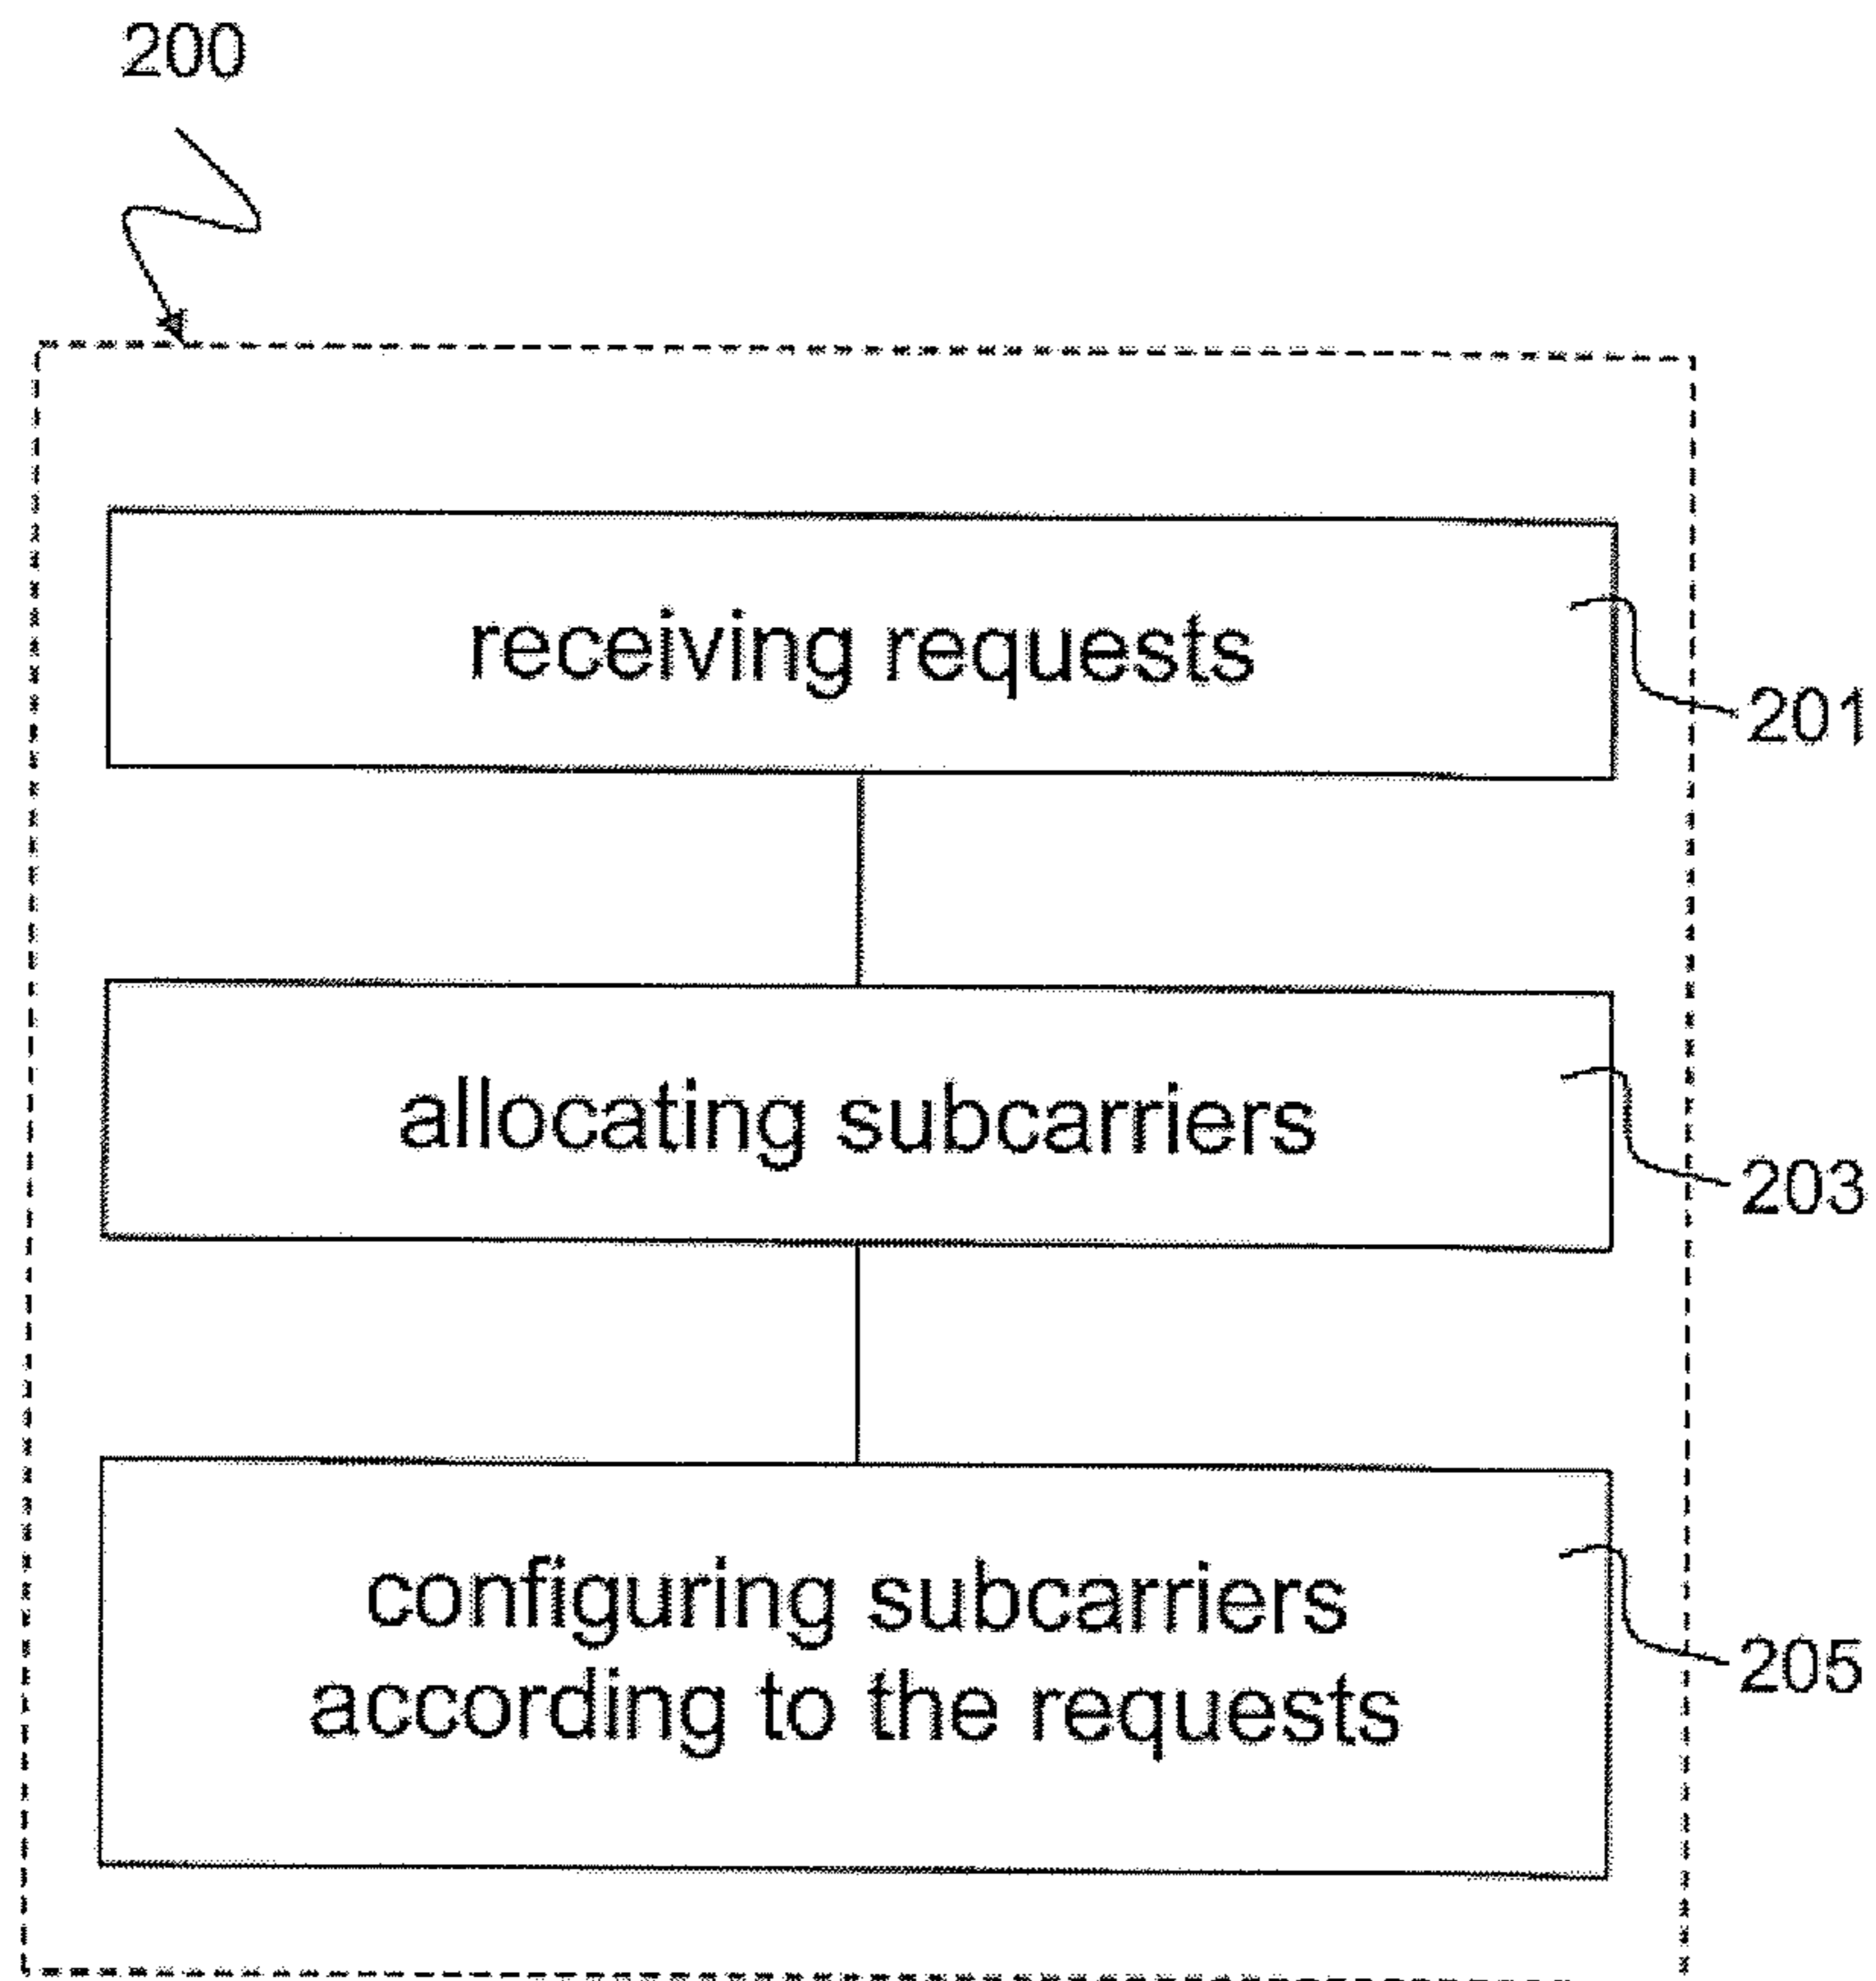 200
receiving requests
201
allocating subcarriers
203
configuring subcarriers
according to the requests
205